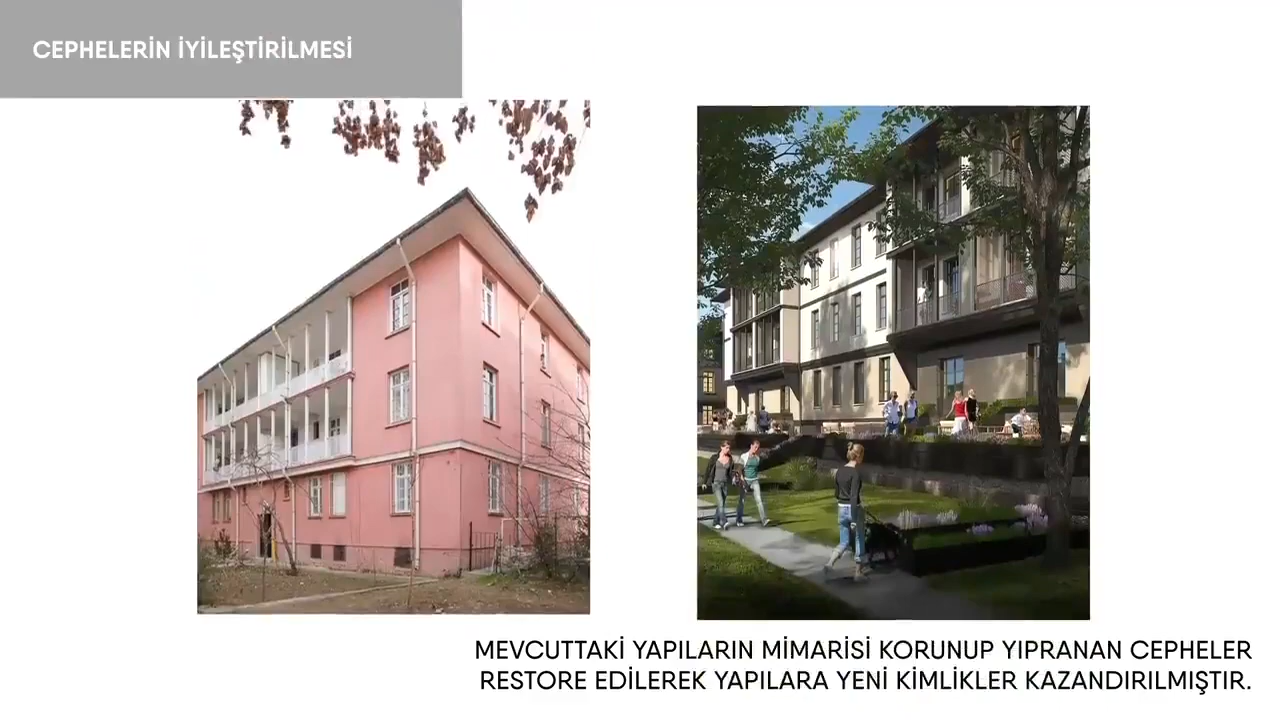 CEPHELERİN İYİLEŞTİRİLMESİ
MEVCUTTAKİ YAPILARIN MİMARİSİ KORUNUP YIPRANAN CEPHELER
RESTORE EDİLEREK YAPILARA YENİ KİMLİKLER KAZANDIRILMIŞTIR.